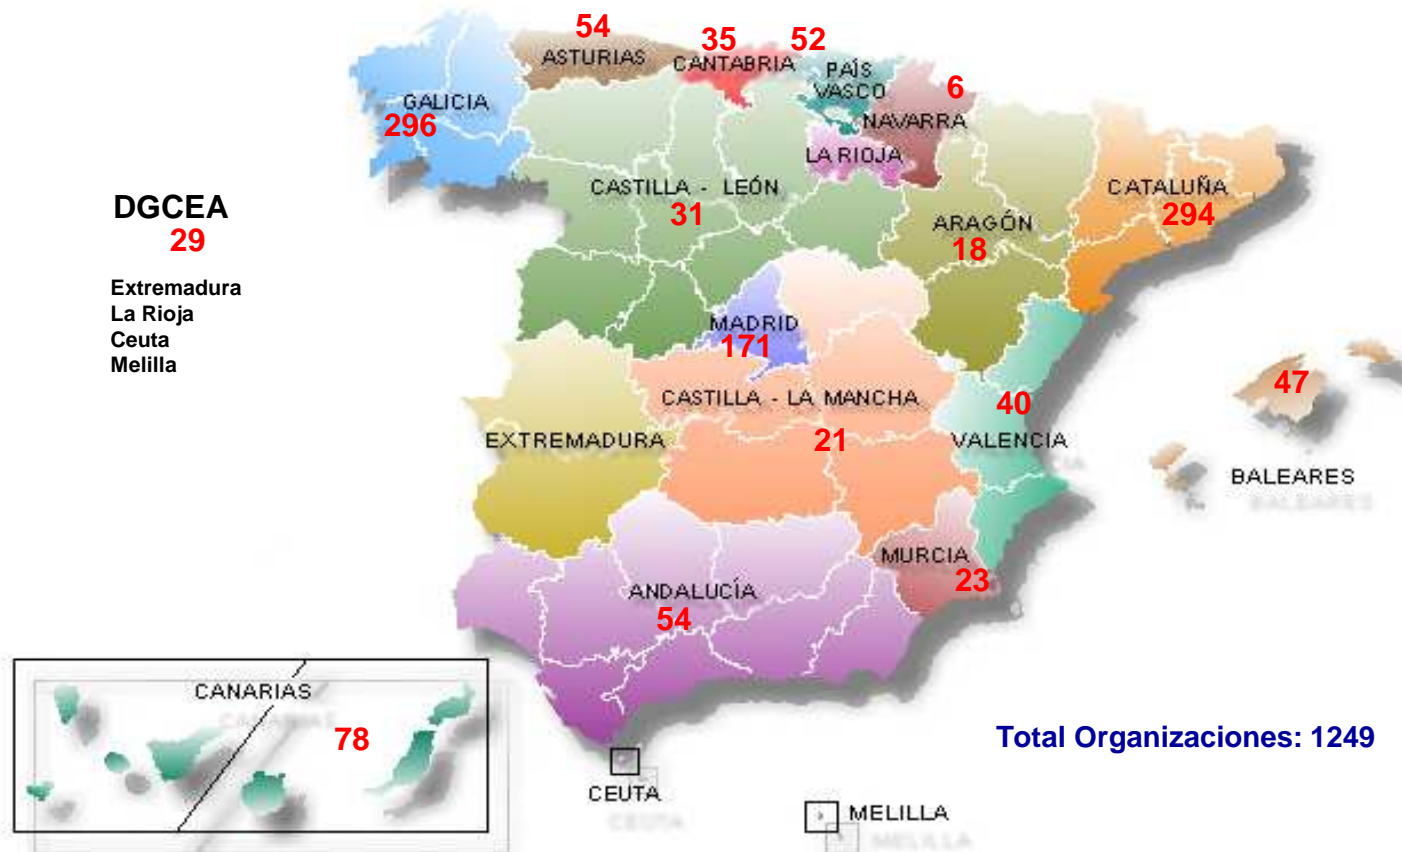 54
ASTURIAS
35
CANTABRIA
52
PAÍS
VASCO
6
NAVARRA
GALICIA
296
LA RIOJA
CASTILLA - LEÓN
31
CATALUÑA
294
ARAGÓN
18
DGCEA
29
Extremadura
La Rioja
Ceuta
Melilla
MADRID
171
CASTILLA - LA MANCHA
21
40
VALENCIA
47
BALEARES
EXTREMADURA
MURCIA
23
ANDALUCÍA
54
CANARIAS
78
Total Organizaciones: 1249
CEUTA
MELILLA